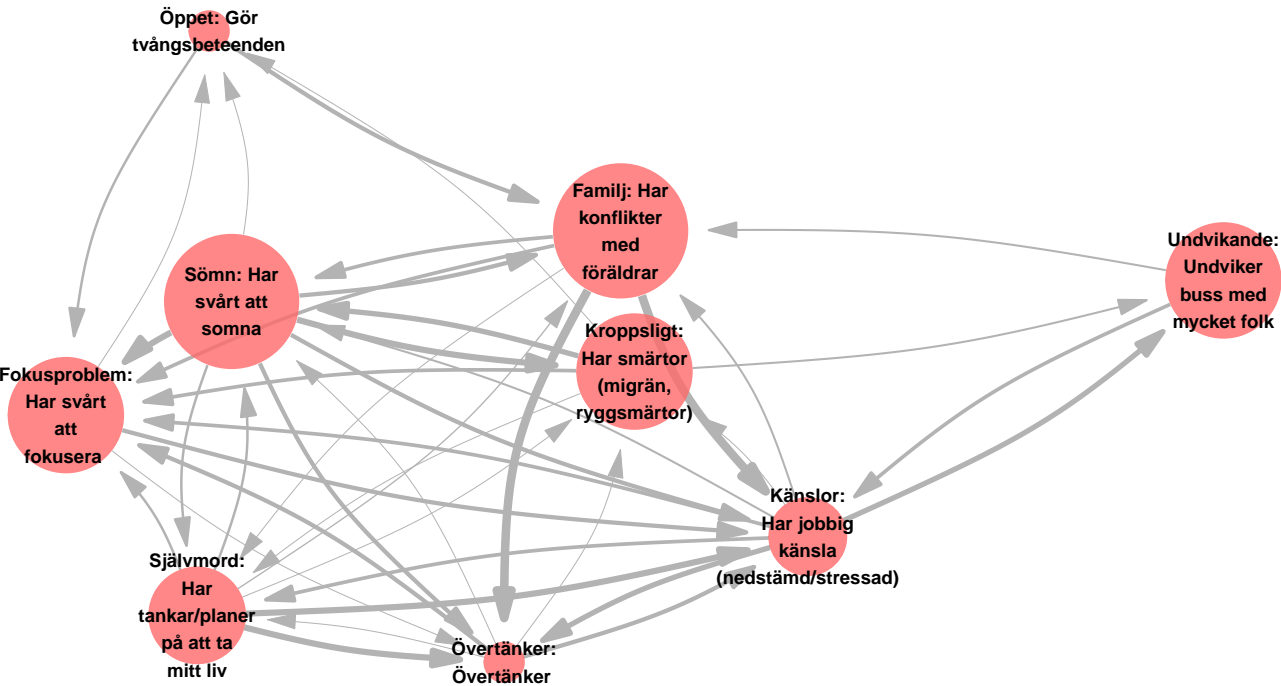 Öppet: Gör
tvångsbeteenden
Familj: Har
konflikter
med
föräldrar
Undvikande:
Undviker
buss med
mycket folk
Sömn: Har
svårt att
somna
Kroppsligt:
Har smärtor
(migrän,
ryggsmärtor)
Fokusproblem:
Har svårt
att
fokusera
Känslor:
Har jobbig
känsla
(nedstämd/stressad)
Självmord:
Har
tankar/planer
på att ta
mitt liv
Övertänker:
Övertänker